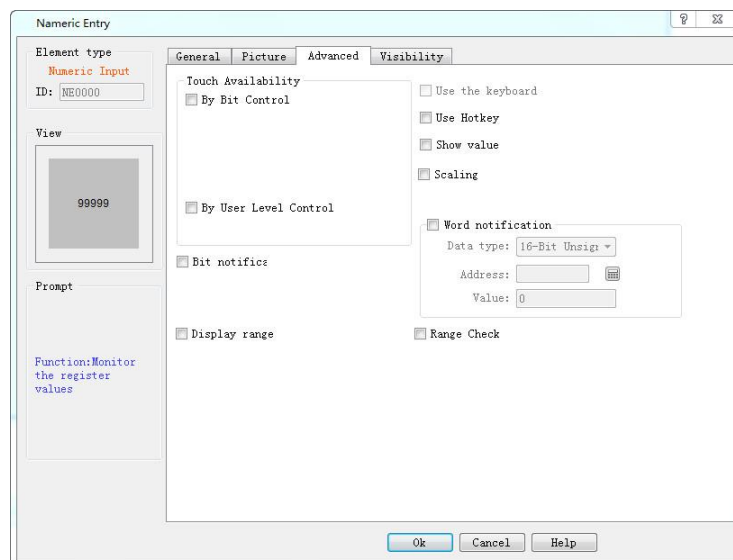 Nameric Entry
Element type
Numeric Input
ID: NE0000
View
99999
Prompt
Function:Monitor
the register
values
General Picture Advanced Visibility
Touch Availability
By Bit Control
By User Level Control
Bit notifica
Display range
Use the keyboard
Use Hotkey
Show value
Scaling
Word notification
Data type: 16-Bit Unsign
Address:
Value: 0
Range Check
Ok Cancel Help